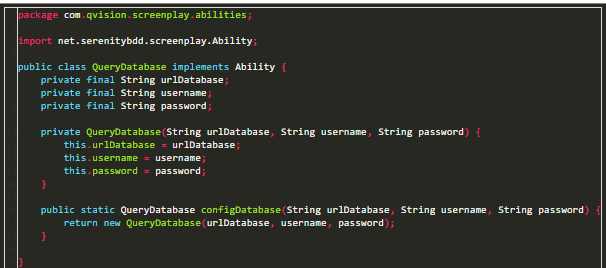 package com.qvision.screenplay.abilities;
import net.serenitybdd.screenplay.Ability;
public class QueryDatabase implements Ability {
private final String urlDatabase;
private final String username;
private final String password;
private QueryDatabase(String urlDatabase, String username, String password) {
this.urlDatabase = urlDatabase;
this.username = username;
this.password = password;
}
public static QueryDatabase configDatabase(String urlDatabase, String username, String password) {
return new QueryDatabase(urlDatabase, username, password);
}
}